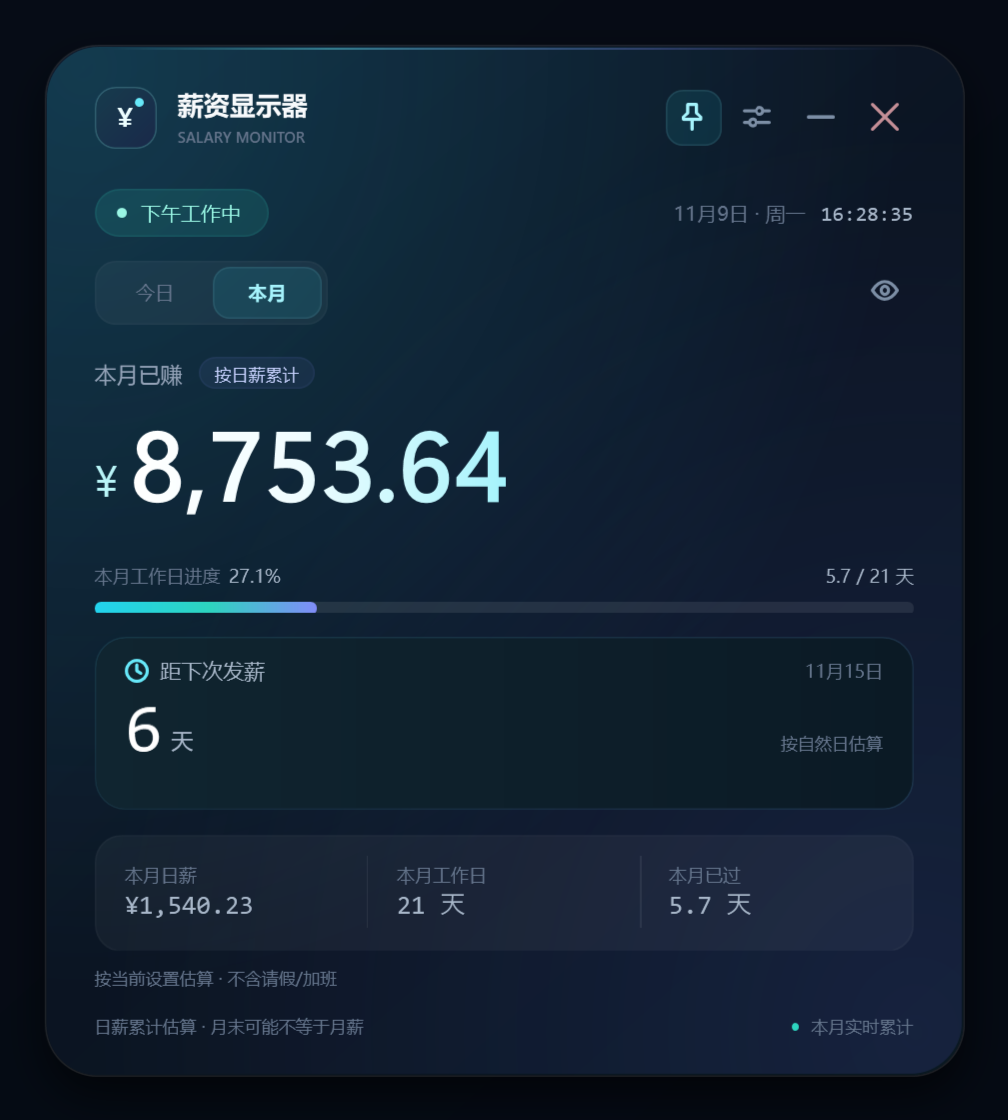 ¥ 薪资显示器
SALARY MONITOR
下午工作中 11月9日 · 周一 16:28:35
今日 本月
本月已赚 按日薪累计
¥ 8,753.64
本月工作日进度 27.1% 5.7 / 21 天
距下次发薪 11月15日
6 天 按自然日估算
本月日薪 本月工作日 本月已过
¥1,540.23 21 天 5.7 天
按当前设置估算 · 不含请假/加班
日薪累计估算 · 月末可能不等于月薪 本月实时累计